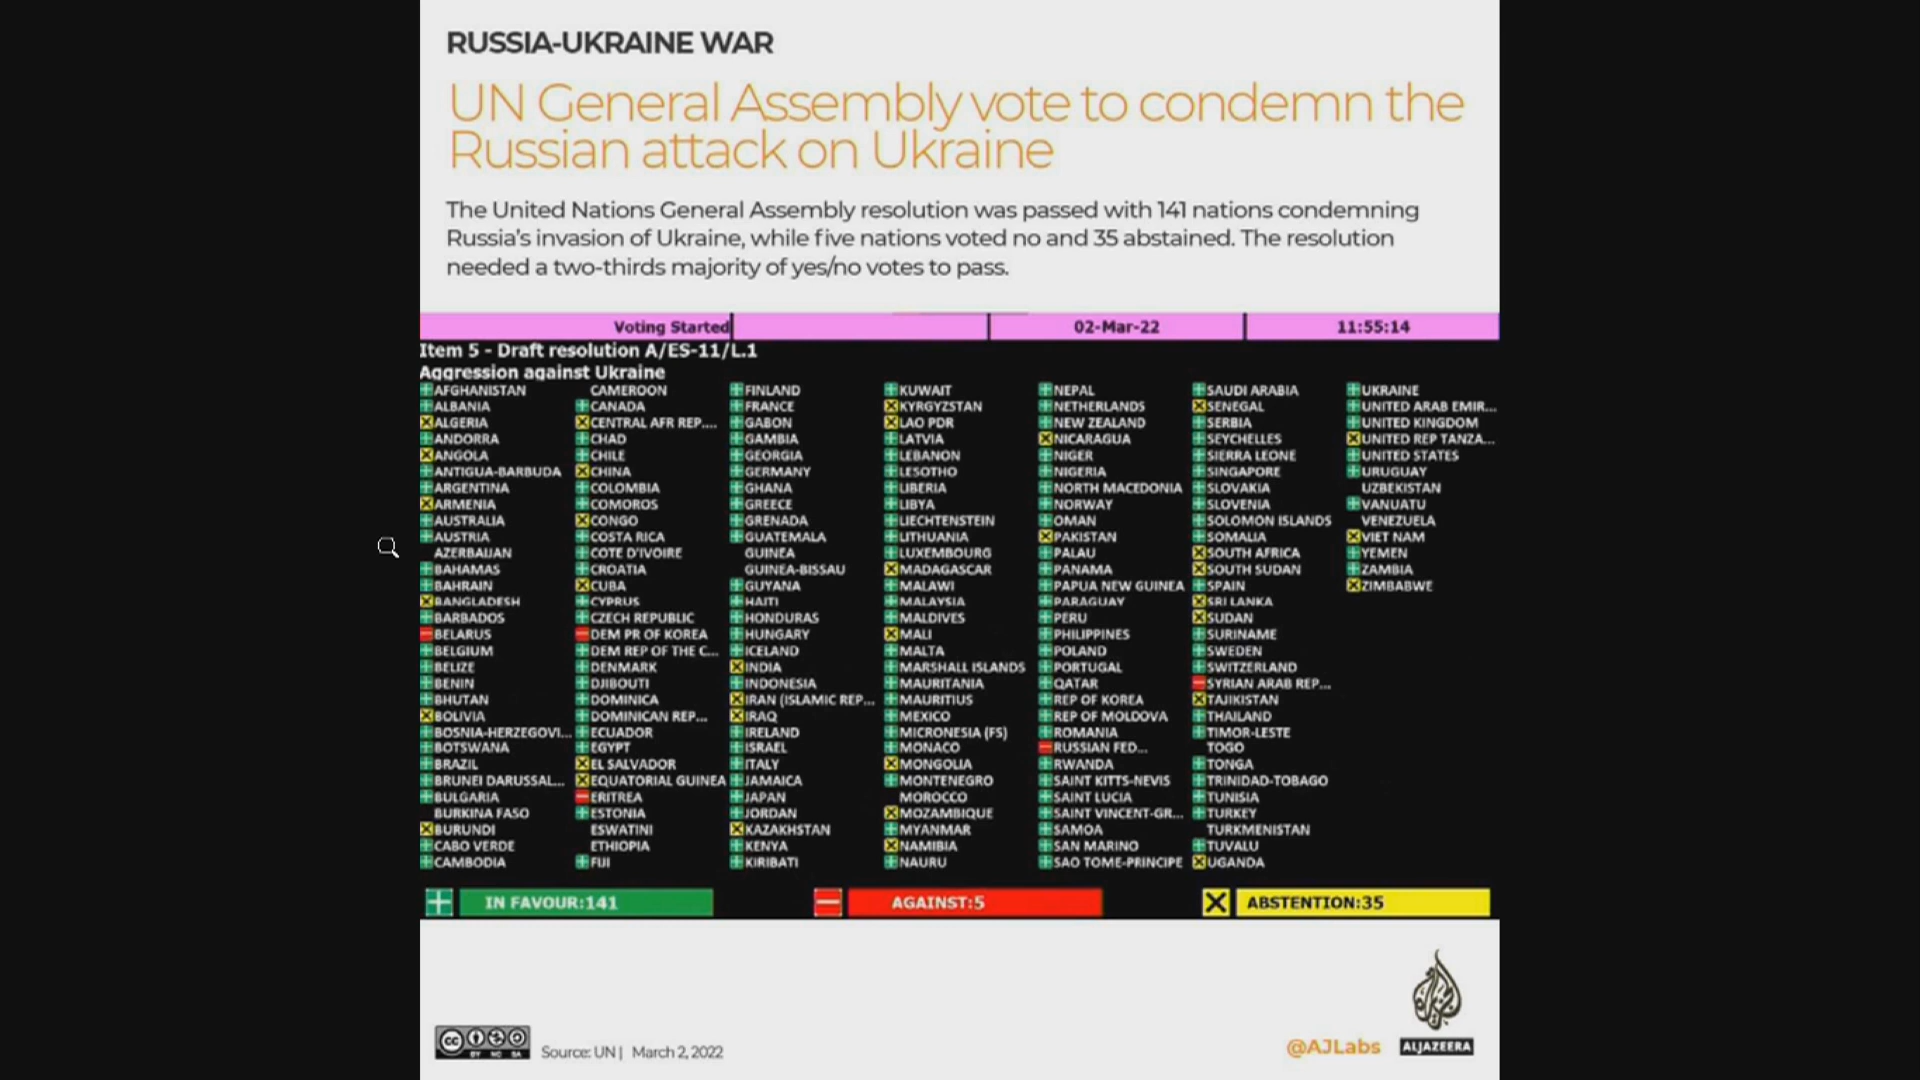 RUSSIA-UKRAINE WAR
UN General Assembly vote to condemn the
Russian attack on Ukraine
The United Nations General Assembly resolution was passed with 141 nations condemning
Russia's invasion of Ukraine, while five nations voted no and 35 abstained. The resolution
needed a two-thirds majority of yes/no votes to pass.
Voting Started 02-Mar-22 11:55:14
Item 5 - Draft resolution A/ES-11/L.1
Aggression against Ukraine
AFGHANISTAN
ALBANIA
ALGERIA
ANDORRA
ANGOLA
ANTIGUA-BARBUDA
ARGENTINA
ARMENIA
AUSTRALIA
AUSTRIA
AZERBAIJAN
BAHAMAS
BAHRAIN
BANGLADESH
BARBADOS
BELARUS
BELGIUM
BELIZE
BENIN
BHUTAN
BOLIVIA
BOSNIA-HERZEGOVI...
BOTSWANA
BRAZIL
BRUNEI DARUSSAL...
BULGARIA
BURKINA FASO
BURUNDI
CABO VERDE
CAMBODIA
CAMEROON
CANADA
CENTRAL AFR REP....
CHAD
CHILE
CHINA
COLOMBIA
COMOROS
CONGO
COSTA RICA
COTE D'IVOIRE
CROATIA
CUBA
CYPRUS
CZECH REPUBLIC
DEM PR OF KOREA
DEM REP OF THE C...
DENMARK
DJIBOUTI
DOMINICA
DOMINICAN REP...
ECUADOR
EGYPT
EL SALVADOR
EQUATORIAL GUINEA
ERITREA
ESTONIA
ESWATINI
ETHIOPIA
FIJI
FINLAND
FRANCE
GABON
GAMBIA
GEORGIA
GERMANY
GHANA
GREECE
GRENADA
GUATEMALA
GUINEA
GUINEA-BISSAU
GUYANA
HAITI
HONDURAS
HUNGARY
ICELAND
INDIA
INDONESIA
IRAN (ISLAMIC REP...
IRAQ
IRELAND
ISRAEL
ITALY
JAMAICA
JAPAN
JORDAN
KAZAKHSTAN
KENYA
KIRIBATI
KUWAIT
KYRGYZSTAN
LAO PDR
LATVIA
LEBANON
LESOTHO
LIBERIA
LIBYA
LIECHTENSTEIN
LITHUANIA
LUXEMBOURG
MADAGASCAR
MALAWI
MALAYSIA
MALDIVES
MALI
MALTA
MARSHALL ISLANDS
MAURITANIA
MAURITIUS
MEXICO
MICRONESIA (FS)
MONACO
MONGOLIA
MONTENEGRO
MOROCCO
MOZAMBIQUE
MYANMAR
NAMIBIA
NAURU
NEPAL
NETHERLANDS
NEW ZEALAND
NICARAGUA
NIGER
NIGERIA
NORTH MACEDONIA
NORWAY
OMAN
PAKISTAN
PALAU
PANAMA
PAPUA NEW GUINEA
PARAGUAY
PERU
PHILIPPINES
POLAND
PORTUGAL
QATAR
REP OF KOREA
REP OF MOLDOVA
ROMANIA
RUSSIAN FED...
RWANDA
SAINT KITTS-NEVIS
SAINT LUCIA
SAINT VINCENT-GR...
SAMOA
SAN MARINO
SAO TOME-PRINCIPE
SAUDI ARABIA
SENEGAL
SERBIA
SEYCHELLES
SIERRA LEONE
SINGAPORE
SLOVAKIA
SLOVENIA
SOLOMON ISLANDS
SOMALIA
SOUTH AFRICA
SOUTH SUDAN
SPAIN
SRI LANKA
SUDAN
SURINAME
SWEDEN
SWITZERLAND
SYRIAN ARAB REP...
TAJIKISTAN
THAILAND
TIMOR-LESTE
TOGO
TONGA
TRINIDAD-TOBAGO
TUNISIA
TURKEY
TURKMENISTAN
TUVALU
UGANDA
UKRAINE
UNITED ARAB EMIR...
UNITED KINGDOM
UNITED REP TANZA...
UNITED STATES
URUGUAY
UZBEKISTAN
VANUATU
VENEZUELA
VIET NAM
YEMEN
ZAMBIA
ZIMBABWE
IN FAVOUR:141 AGAINST:5 ABSTENTION:35
cc BY NC SA
Source: UN | March 2, 2022
@AJLabs ALJAZEERA